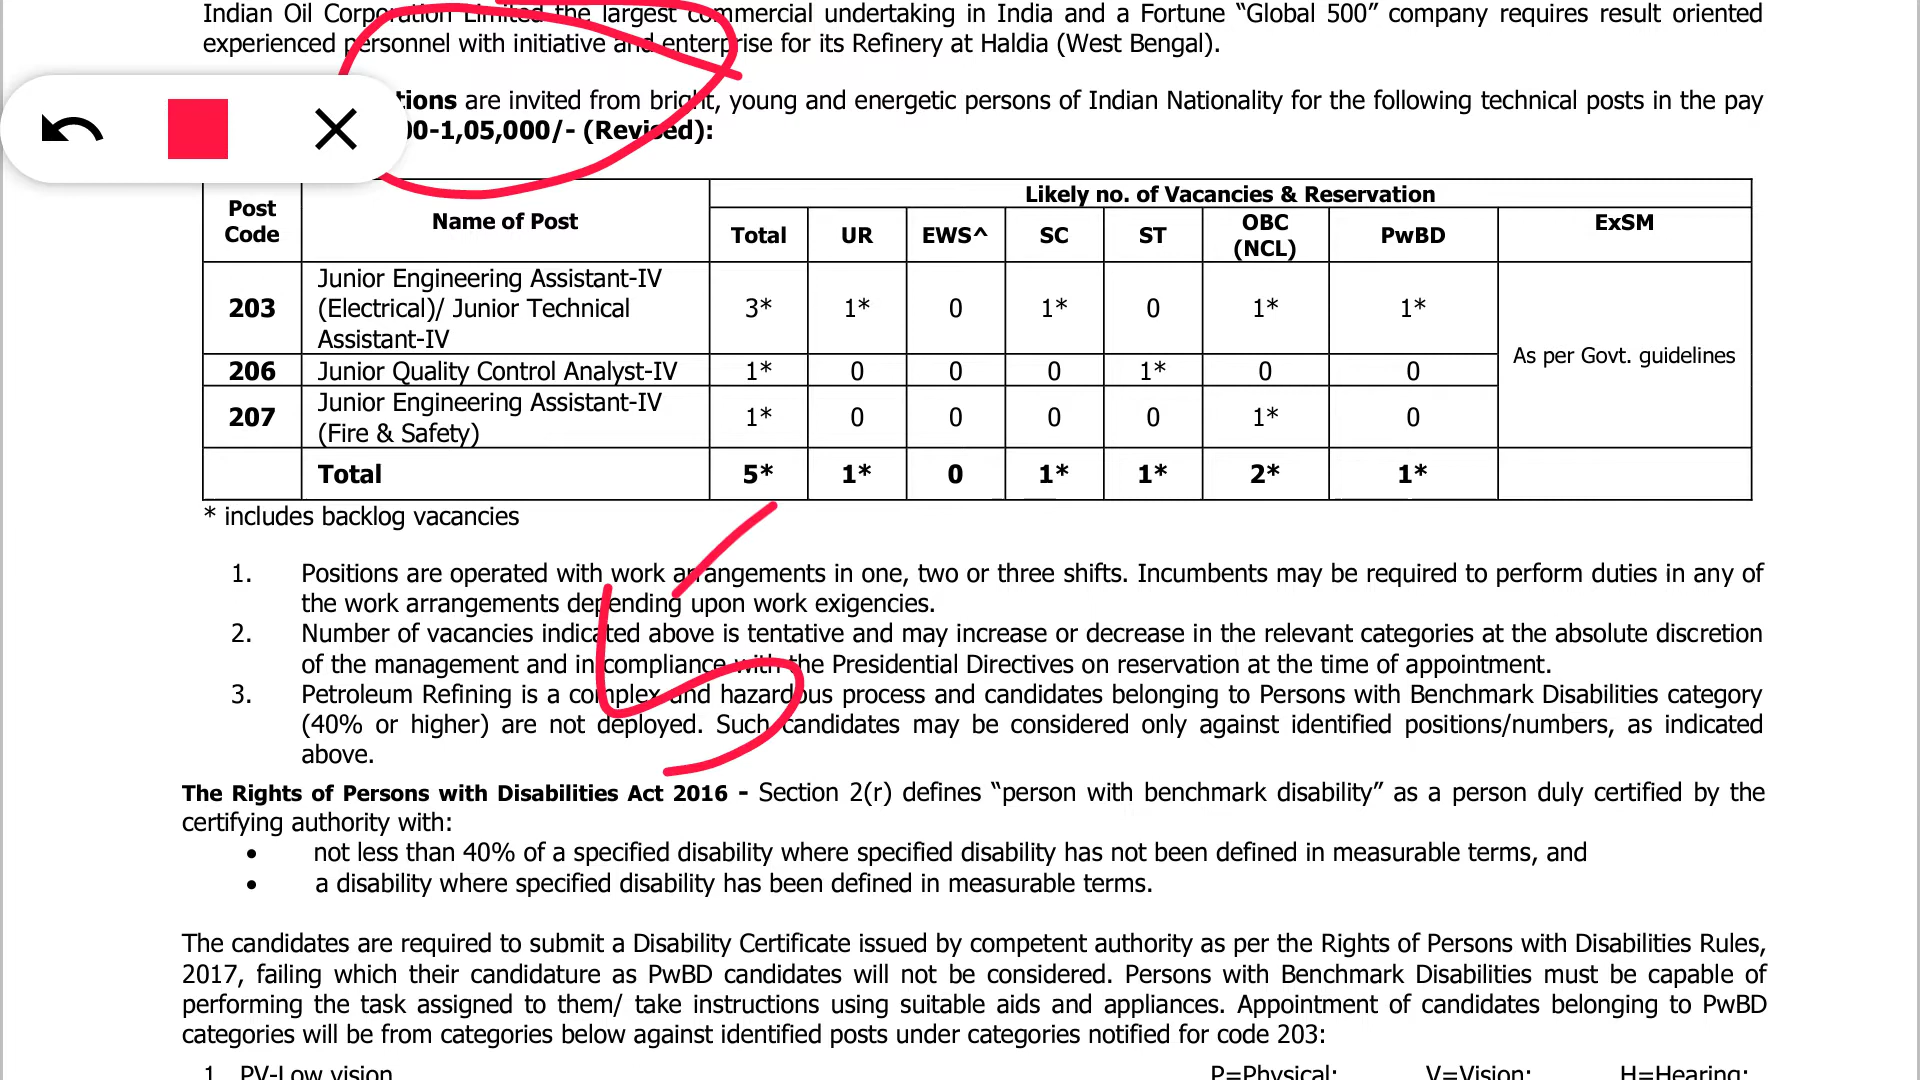 Indian Oil Corporation Limited the largest commercial undertaking in India and a Fortune “Global 500” company requires result oriented
experienced personnel with initiative and enterprise for its Refinery at Haldia (West Bengal).
tions are invited from bright, young and energetic persons of Indian Nationality for the following technical posts in the pay
00-1,05,000/- (Revised):
Post Code | Name of Post | Likely no. of Vacancies & Reservation
Total | UR | EWS^ | SC | ST | OBC (NCL) | PwBD | ExSM
203 | Junior Engineering Assistant-IV (Electrical)/ Junior Technical Assistant-IV | 3* | 1* | 0 | 1* | 0 | 1* | 1* | As per Govt. guidelines
206 | Junior Quality Control Analyst-IV | 1* | 0 | 0 | 0 | 1* | 0 | 0
207 | Junior Engineering Assistant-IV (Fire & Safety) | 1* | 0 | 0 | 0 | 0 | 1* | 0
Total | 5* | 1* | 0 | 1* | 1* | 2* | 1*
* includes backlog vacancies
1. Positions are operated with work arrangements in one, two or three shifts. Incumbents may be required to perform duties in any of
the work arrangements depending upon work exigencies.
2. Number of vacancies indicated above is tentative and may increase or decrease in the relevant categories at the absolute discretion
of the management and in compliance with the Presidential Directives on reservation at the time of appointment.
3. Petroleum Refining is a complex and hazardous process and candidates belonging to Persons with Benchmark Disabilities category
(40% or higher) are not deployed. Such candidates may be considered only against identified positions/numbers, as indicated
above.
The Rights of Persons with Disabilities Act 2016 - Section 2(r) defines “person with benchmark disability” as a person duly certified by the
certifying authority with:
• not less than 40% of a specified disability where specified disability has not been defined in measurable terms, and
• a disability where specified disability has been defined in measurable terms.
The candidates are required to submit a Disability Certificate issued by competent authority as per the Rights of Persons with Disabilities Rules,
2017, failing which their candidature as PwBD candidates will not be considered. Persons with Benchmark Disabilities must be capable of
performing the task assigned to them/ take instructions using suitable aids and appliances. Appointment of candidates belonging to PwBD
categories will be from categories below against identified posts under categories notified for code 203:
1 PV-Low vision P=Physical; V=Vision; H=Hearing;